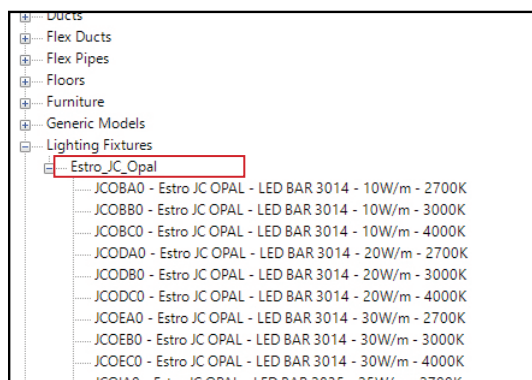 Ducts
Flex Ducts
Flex Pipes
Floors
Furniture
Generic Models
Lighting Fixtures
Estro_JC_Opal
JCOBA0 - Estro JC OPAL - LED BAR 3014 - 10W/m - 2700K
JCOBB0 - Estro JC OPAL - LED BAR 3014 - 10W/m - 3000K
JCOBC0 - Estro JC OPAL - LED BAR 3014 - 10W/m - 4000K
JCODA0 - Estro JC OPAL - LED BAR 3014 - 20W/m - 2700K
JCODB0 - Estro JC OPAL - LED BAR 3014 - 20W/m - 3000K
JCODC0 - Estro JC OPAL - LED BAR 3014 - 20W/m - 4000K
JCOEA0 - Estro JC OPAL - LED BAR 3014 - 30W/m - 2700K
JCOEB0 - Estro JC OPAL - LED BAR 3014 - 30W/m - 3000K
JCOEC0 - Estro JC OPAL - LED BAR 3014 - 30W/m - 4000K